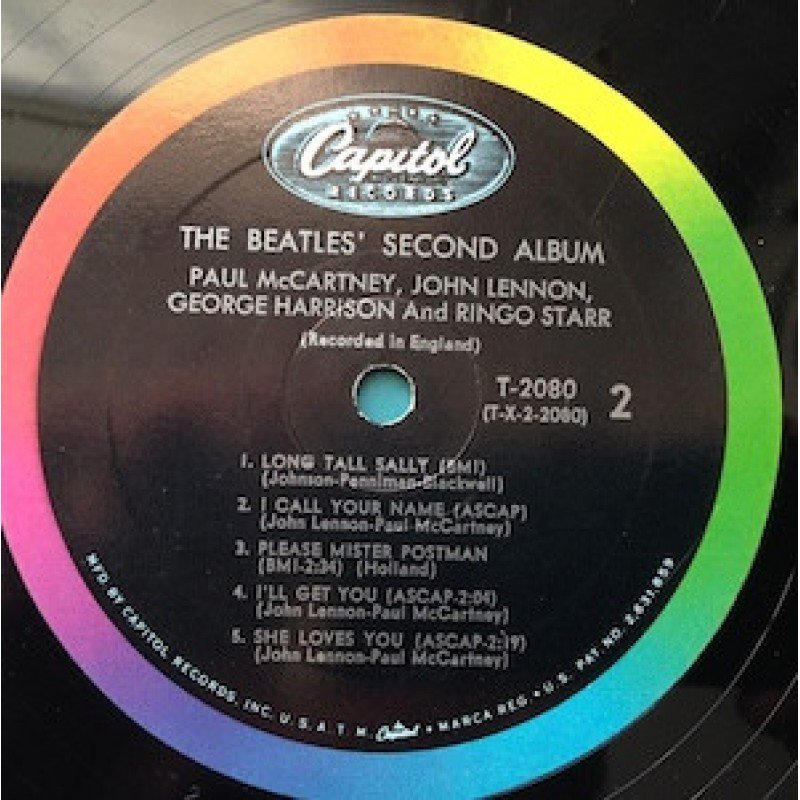 Capitol
RECORDS
THE BEATLES' SECOND ALBUM
PAUL McCARTNEY, JOHN LENNON,
GEORGE HARRISON And RINGO STARR
(Recorded in England)
T-2080
(T-X-2-2080)
2
1. LONG TALL SALLY (BMI)
(Johnson-Penniman-Blackwell)
2. I CALL YOUR NAME (ASCAP)
(John Lennon-Paul McCartney)
3. PLEASE MISTER POSTMAN
(BMI-2:34) (Holland)
4. I'LL GET YOU (ASCAP-2:04)
(John Lennon-Paul McCartney)
5. SHE LOVES YOU (ASCAP-2:19)
(John Lennon-Paul McCartney)
MFD. BY CAPITOL RECORDS, INC. U.S.A. T.M. Capitol • MARCA REG. • U.S. PAT. NO. 2,631,859